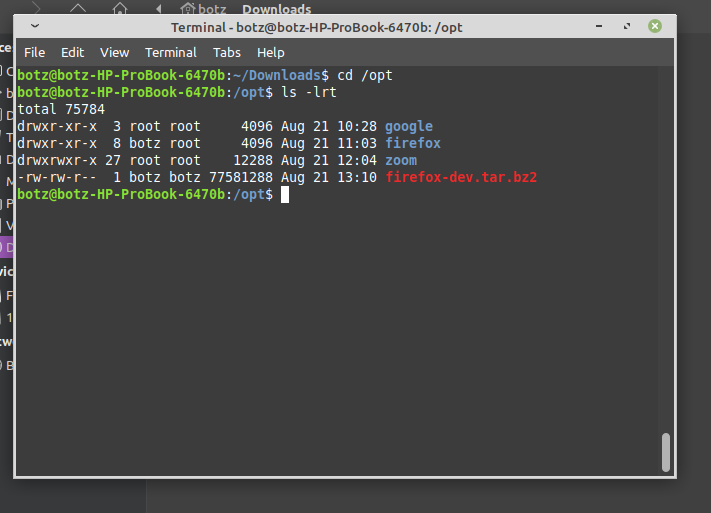 botz Downloads
Terminal - botz@botz-HP-ProBook-6470b: /opt
File Edit View Terminal Tabs Help
botz@botz-HP-ProBook-6470b:~/Downloads$ cd /opt
botz@botz-HP-ProBook-6470b:/opt$ ls -lrt
total 75784
drwxr-xr-x  3 root root     4096 Aug 21 10:28 google
drwxr-xr-x  8 botz root     4096 Aug 21 11:03 firefox
drwxrwxr-x 27 root root    12288 Aug 21 12:04 zoom
-rw-rw-r--  1 botz botz 77581288 Aug 21 13:10 firefox-dev.tar.bz2
botz@botz-HP-ProBook-6470b:/opt$